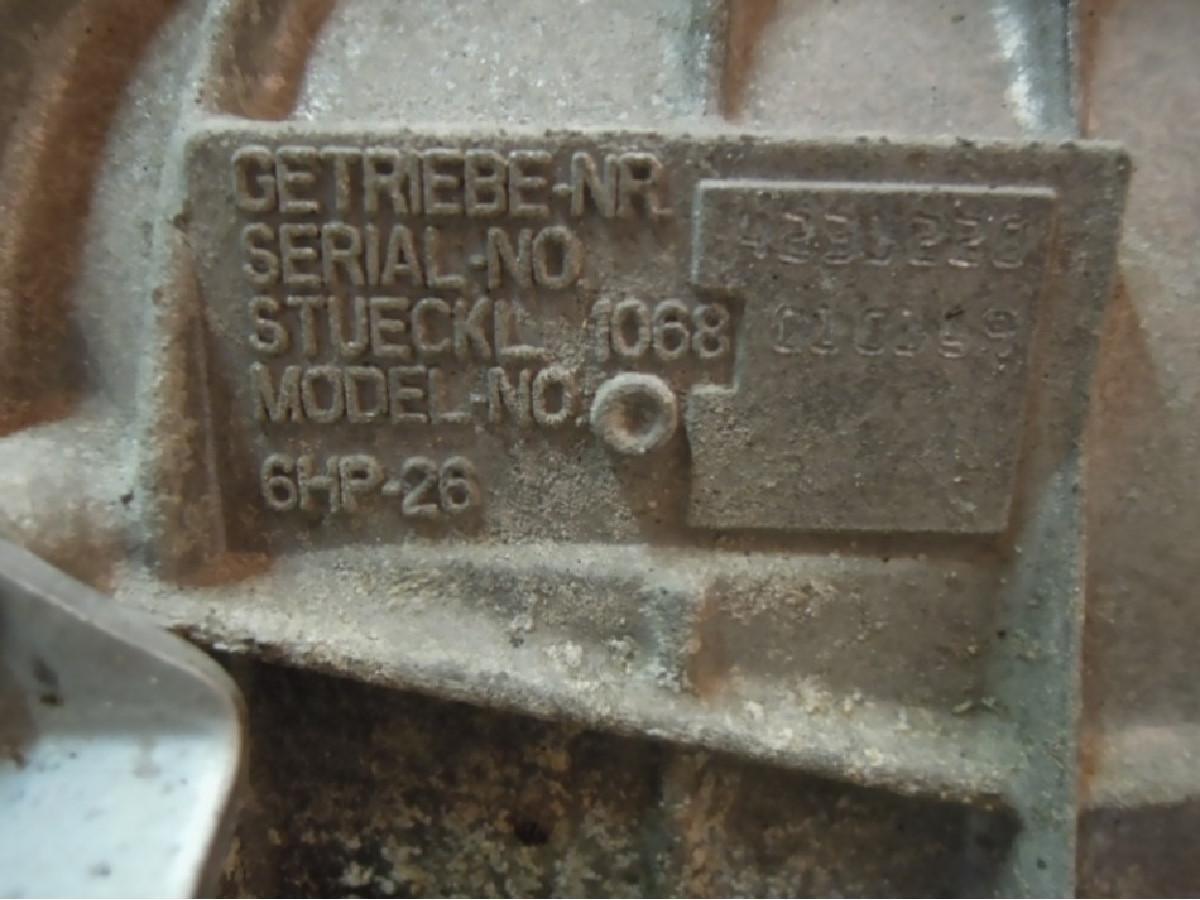 GETRIEBE-NR.
SERIAL-NO.
STUECKL. 1068
MODEL-NO.
6HP-26